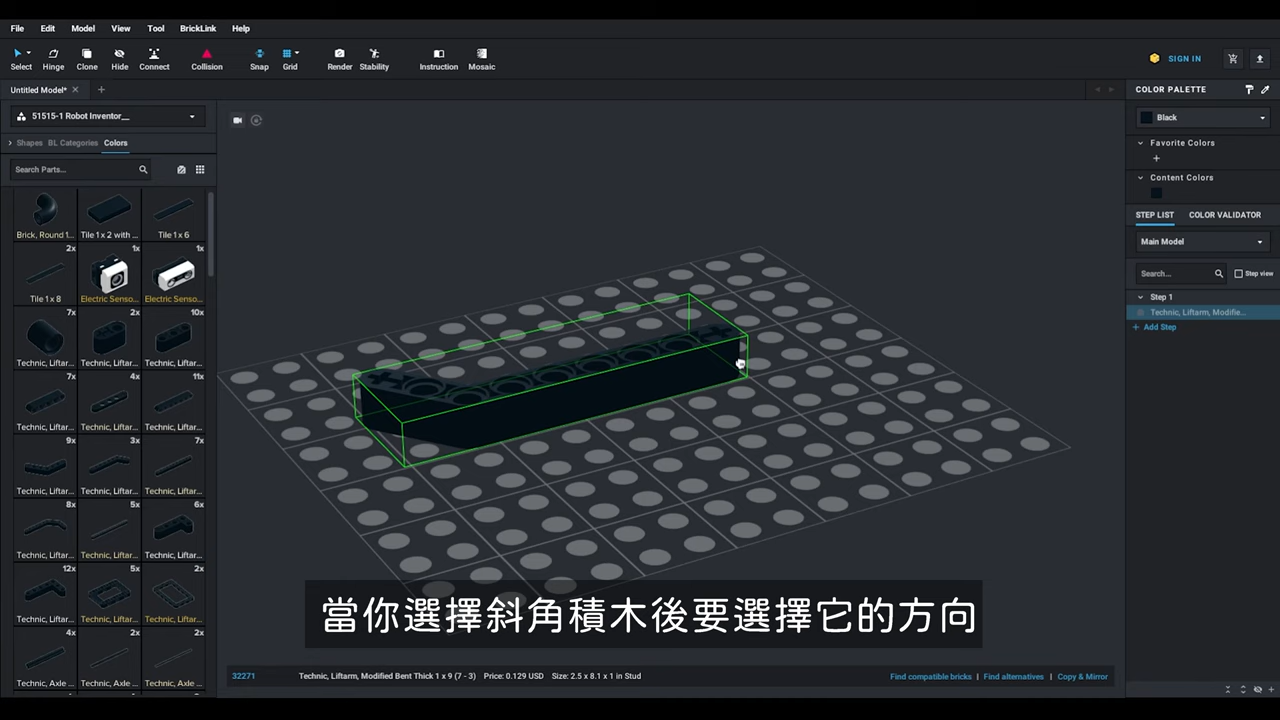 File Edit Model View Tool BrickLink Help
Select Hinge Clone Hide Connect Collision Snap Grid Render Stability Instruction Mosaic SIGN IN
Untitled Model*
51515-1 Robot Inventor__
Shapes BL Categories Colors
Search Parts...
Brick, Round 1... Tile 1 x 2 with ... Tile 1 x 6
2x 1x 1x
Tile 1 x 8 Electric Senso... Electric Senso...
7x 2x 10x
Technic, Liftar... Technic, Liftar... Technic, Liftar...
7x 4x 11x
Technic, Liftar... Technic, Liftar... Technic, Liftar...
9x 3x 7x
Technic, Liftar... Technic, Liftar... Technic, Liftar...
8x 5x 6x
Technic, Liftar... Technic, Liftar... Technic, Liftar...
12x 5x 2x
Technic, Liftar... Technic, Liftar... Technic, Liftar...
4x 2x 2x
Technic, Axle ... Technic, Axle ... Technic, Axle ...
COLOR PALETTE
Black
Favorite Colors
Content Colors
STEP LIST COLOR VALIDATOR
Main Model
Search... Step view
Step 1
Technic, Liftarm, Modifie...
Add Step
當你選擇斜角積木後要選擇它的方向
32271 Technic, Liftarm, Modified Bent Thick 1 x 9 (7 - 3) Price: 0.129 USD Size: 2.5 x 8.1 x 1 in Stud Find compatible bricks | Find alternatives | Copy & Mirror